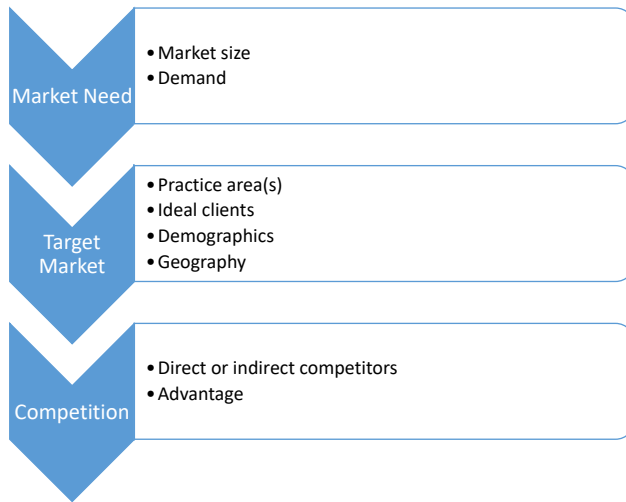 Market Need
• Market size
• Demand
Target
Market
• Practice area(s)
• Ideal clients
• Demographics
• Geography
Competition
• Direct or indirect competitors
• Advantage